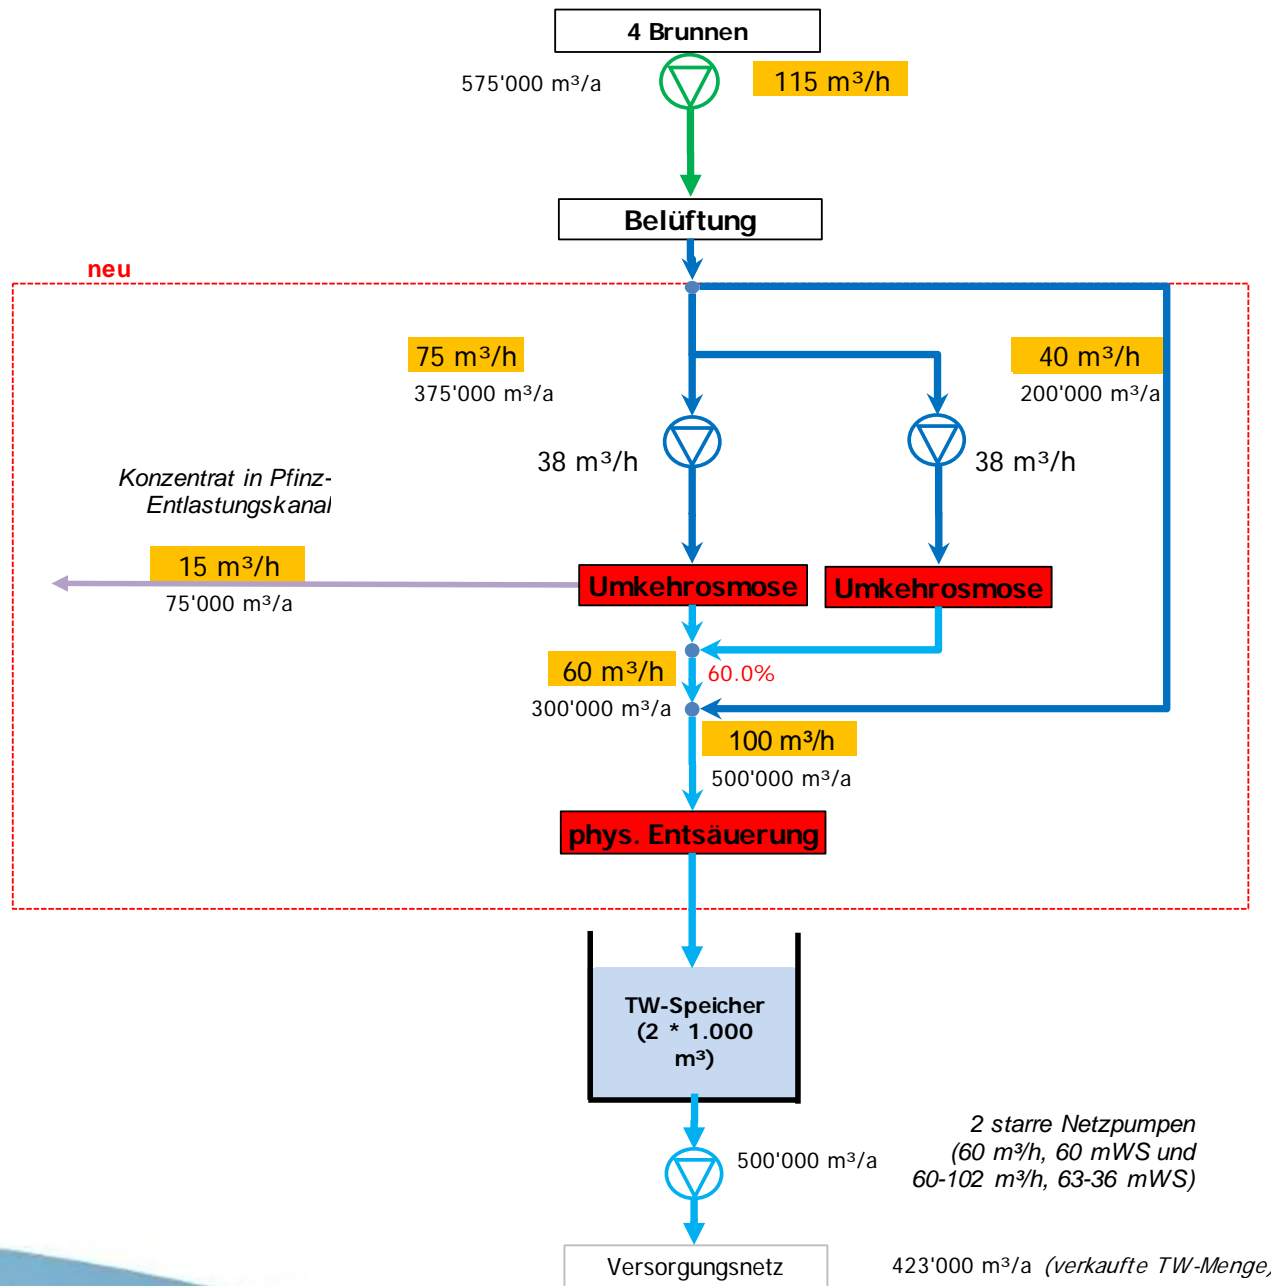 4 Brunnen
575'000 m³/a
115 m³/h
Belüftung
neu
75 m³/h
375'000 m³/a
40 m³/h
200'000 m³/a
38 m³/h
38 m³/h
Konzentrat in Pfinz-
Entlastungskanal
15 m³/h
75'000 m³/a
Umkehrosmose
Umkehrosmose
60 m³/h
60.0%
300'000 m³/a
100 m³/h
500'000 m³/a
phys. Entsäuerung
TW-Speicher
(2 * 1.000
m³)
500'000 m³/a
2 starre Netzpumpen
(60 m³/h, 60 mWS und
60-102 m³/h, 63-36 mWS)
Versorgungsnetz
423'000 m³/a (verkaufte TW-Menge)